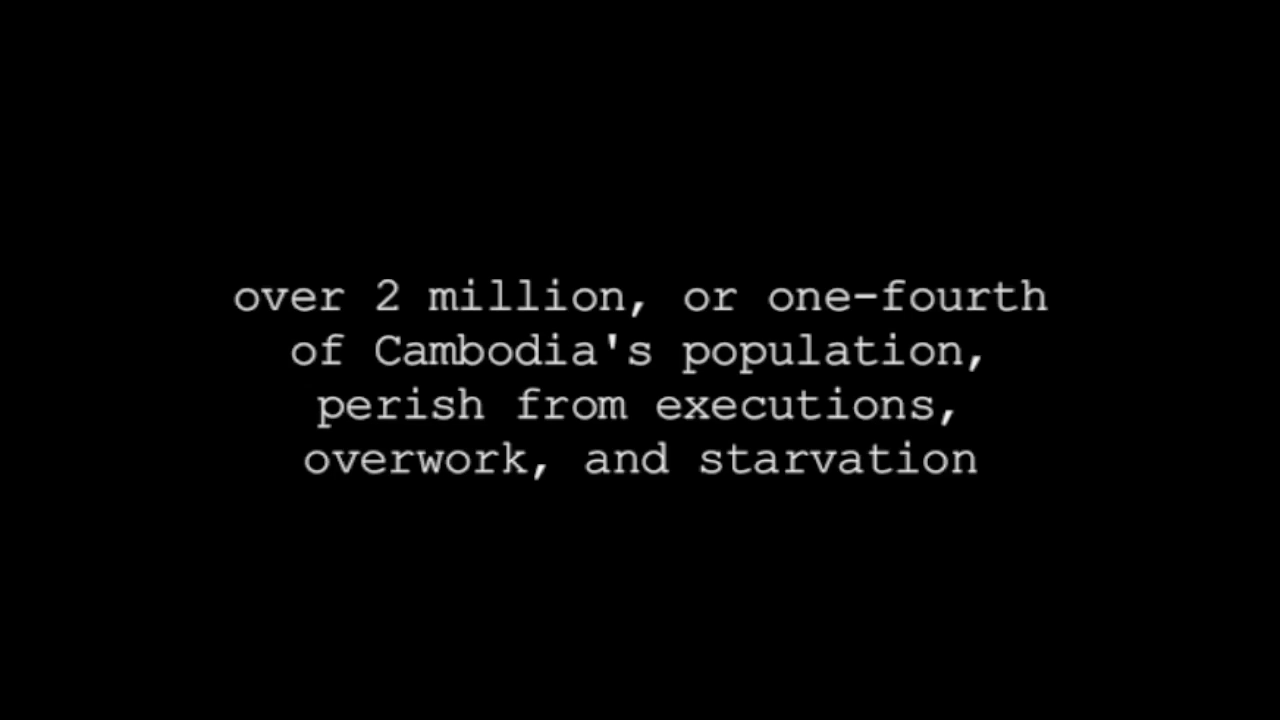 over 2 million, or one-fourth
of Cambodia's population,
perish from executions,
overwork, and starvation